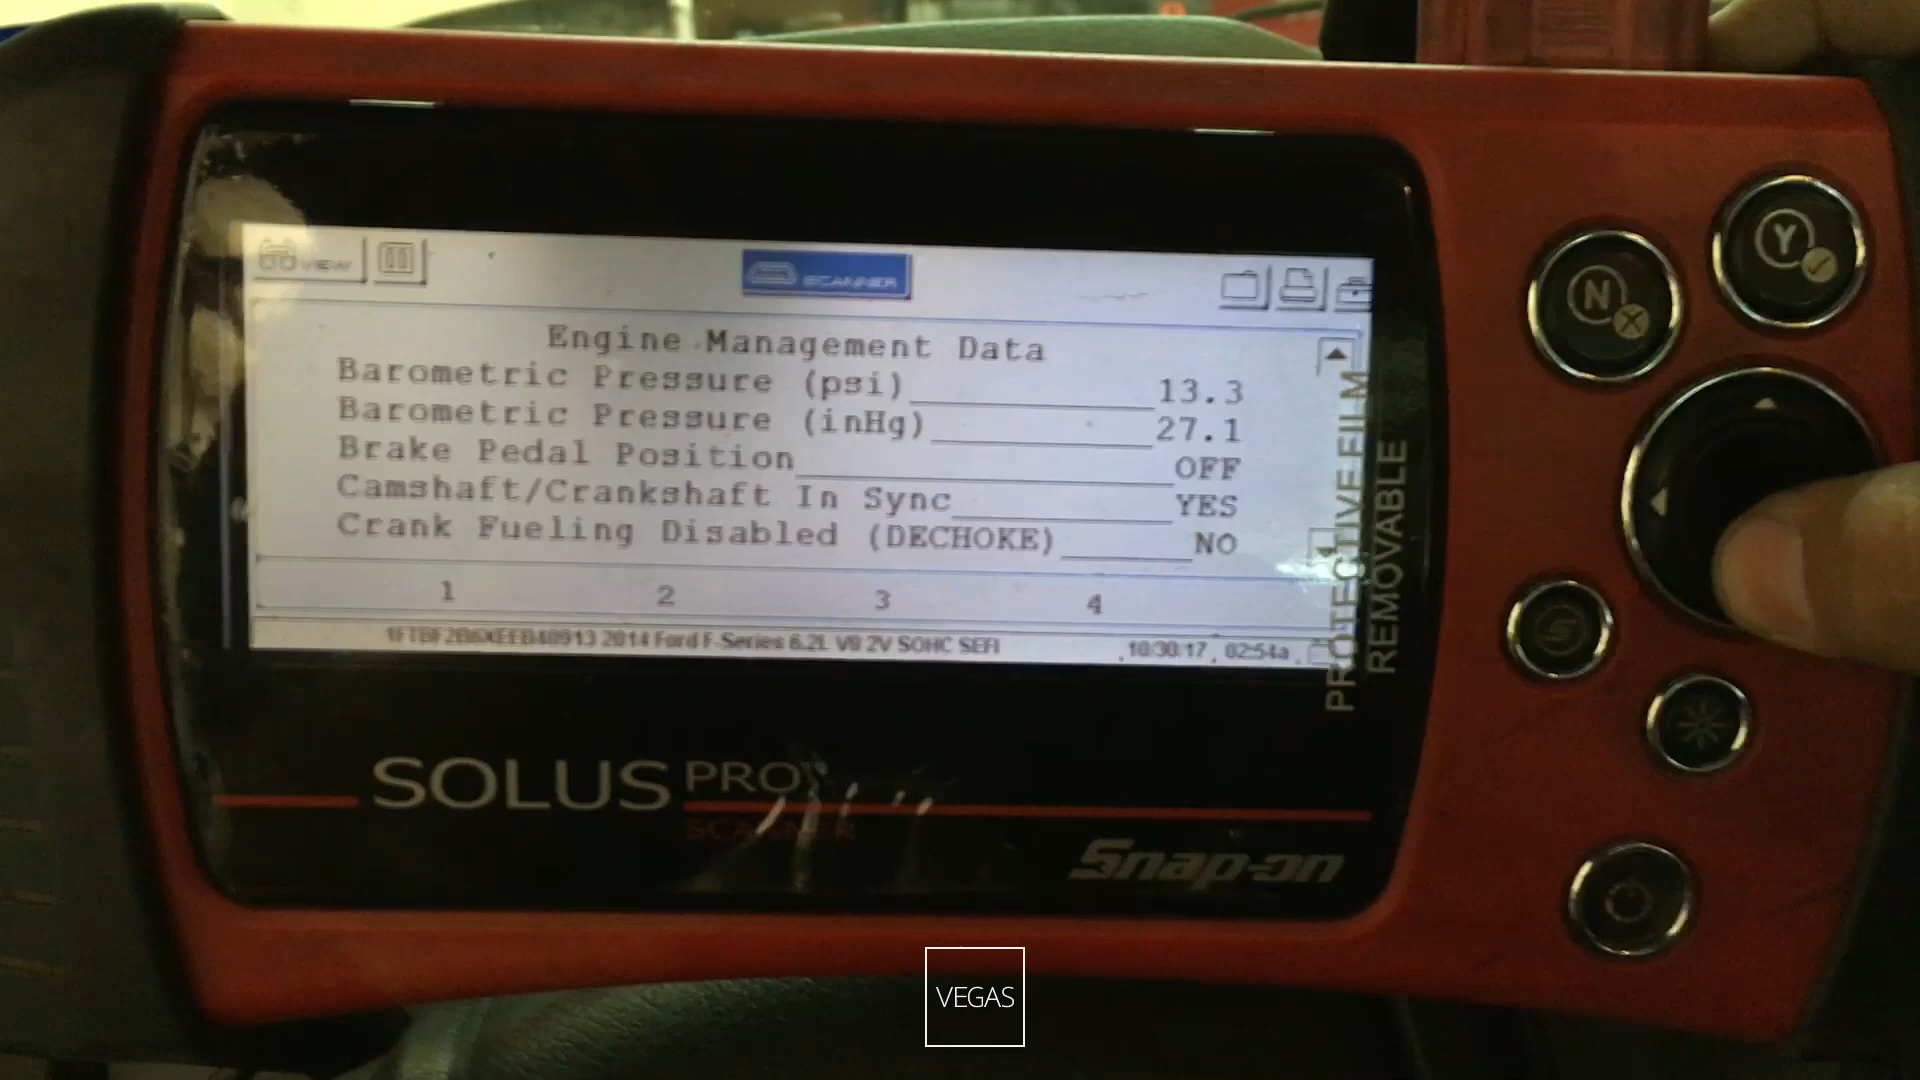 VIEW
SCANNER
Engine Management Data
Barometric Pressure (psi) 13.3
Barometric Pressure (inHg) 27.1
Brake Pedal Position OFF
Camshaft/Crankshaft In Sync YES
Crank Fueling Disabled (DECHOKE) NO
1 2 3 4
2014 Ford F-Series 6.2L V8 2V SOHC SEFI 10/30/17, 02:54a
PROTECTIVE FILM
REMOVABLE
N
Y
S
SOLUS PRO
SCANNER
Snap-on
VEGAS